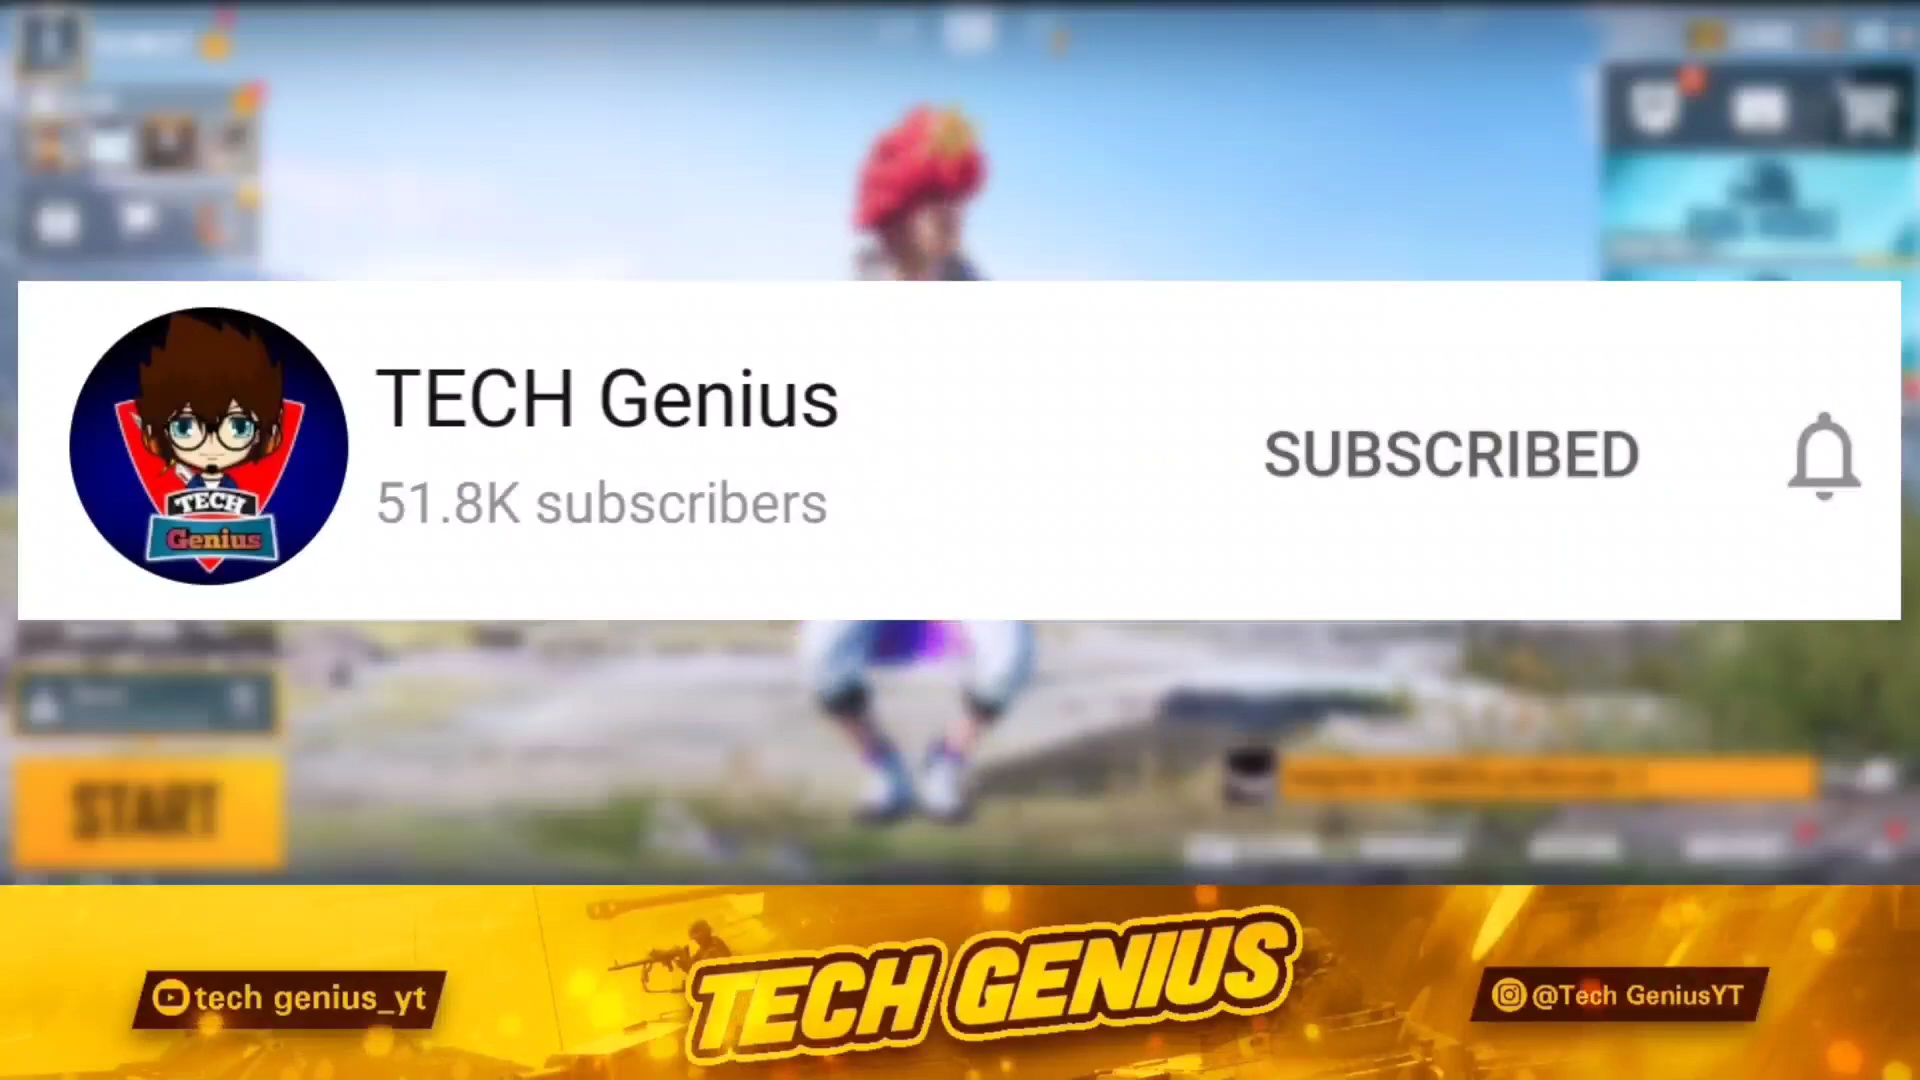 TECH Genius
51.8K subscribers
SUBSCRIBED
TECH
Genius
START
tech genius_yt
TECH GENIUS
@Tech GeniusYT